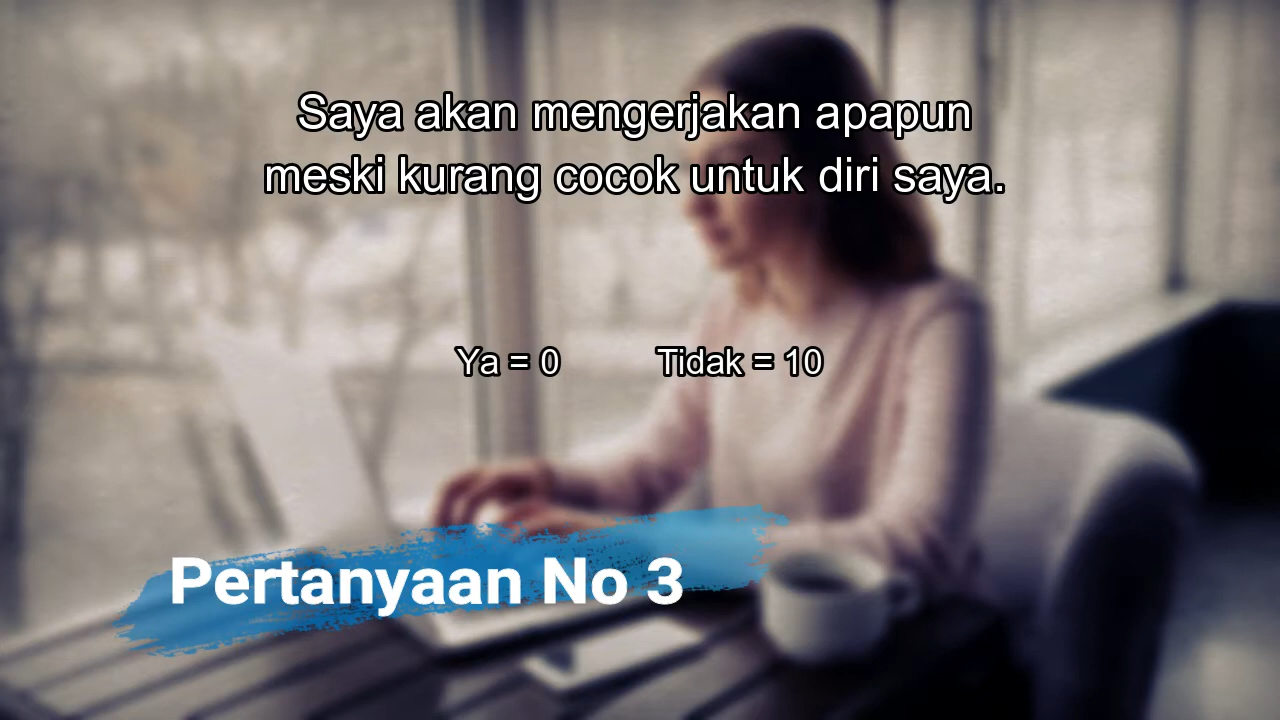 Saya akan mengerjakan apapun
meski kurang cocok untuk diri saya.
Ya = 0 Tidak = 10
Pertanyaan No 3